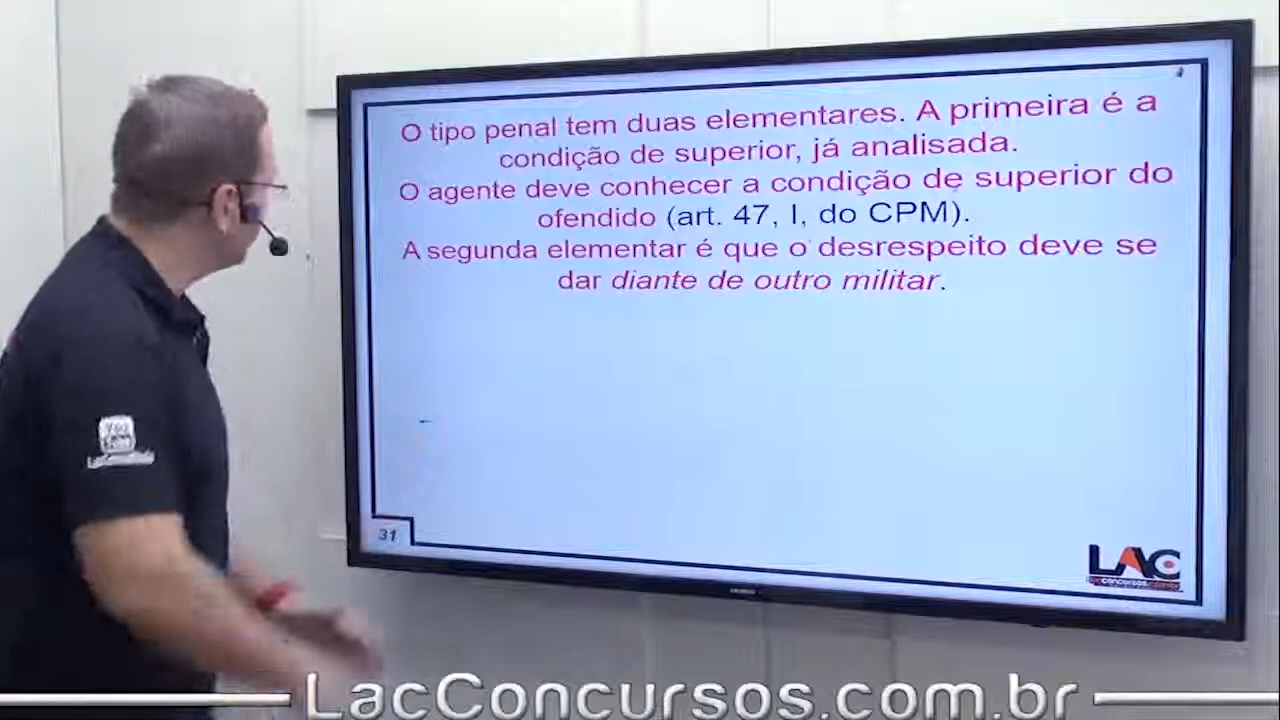 O tipo penal tem duas elementares. A primeira é a
condição de superior, já analisada.
O agente deve conhecer a condição de superior do
ofendido (art. 47, I, do CPM).
A segunda elementar é que o desrespeito deve se
dar diante de outro militar.
31
LAC
LacConcursos.com.br